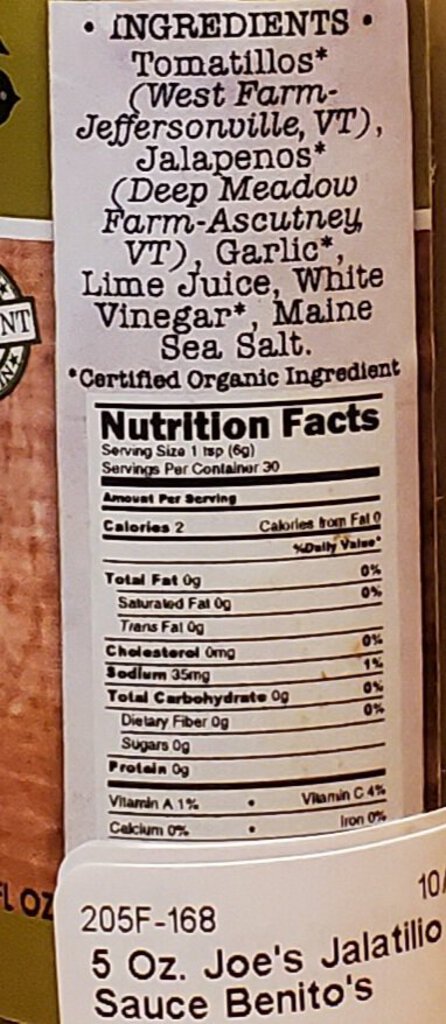 • INGREDIENTS •
Tomatillos*
(West Farm-
Jeffersonville, VT),
Jalapenos*
(Deep Meadow
Farm-Ascutney,
VT), Garlic*,
Lime Juice, White
Vinegar*, Maine
Sea Salt.
*Certified Organic Ingredient
Nutrition Facts
Serving Size 1 tsp (6g)
Servings Per Container 30
Amount Per Serving
Calories 2 Calories from Fat 0
%Daily Value*
Total Fat 0g 0%
Saturated Fat 0g 0%
Trans Fat 0g
Cholesterol 0mg 0%
Sodium 35mg 1%
Total Carbohydrate 0g 0%
Dietary Fiber 0g 0%
Sugars 0g
Protein 0g
Vitamin A 1% • Vitamin C 4%
Calcium 0% • Iron 0%
NT
FL OZ
205F-168 10/
5 Oz. Joe's Jalatilio
Sauce Benito's